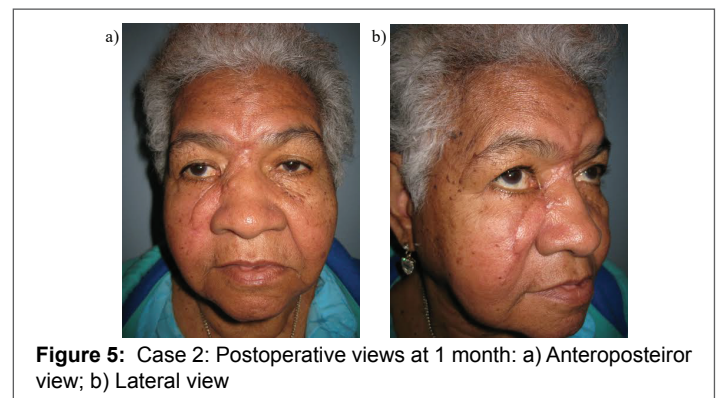 a)
b)
Figure 5: Case 2: Postoperative views at 1 month: a) Anteroposteiror
view; b) Lateral view